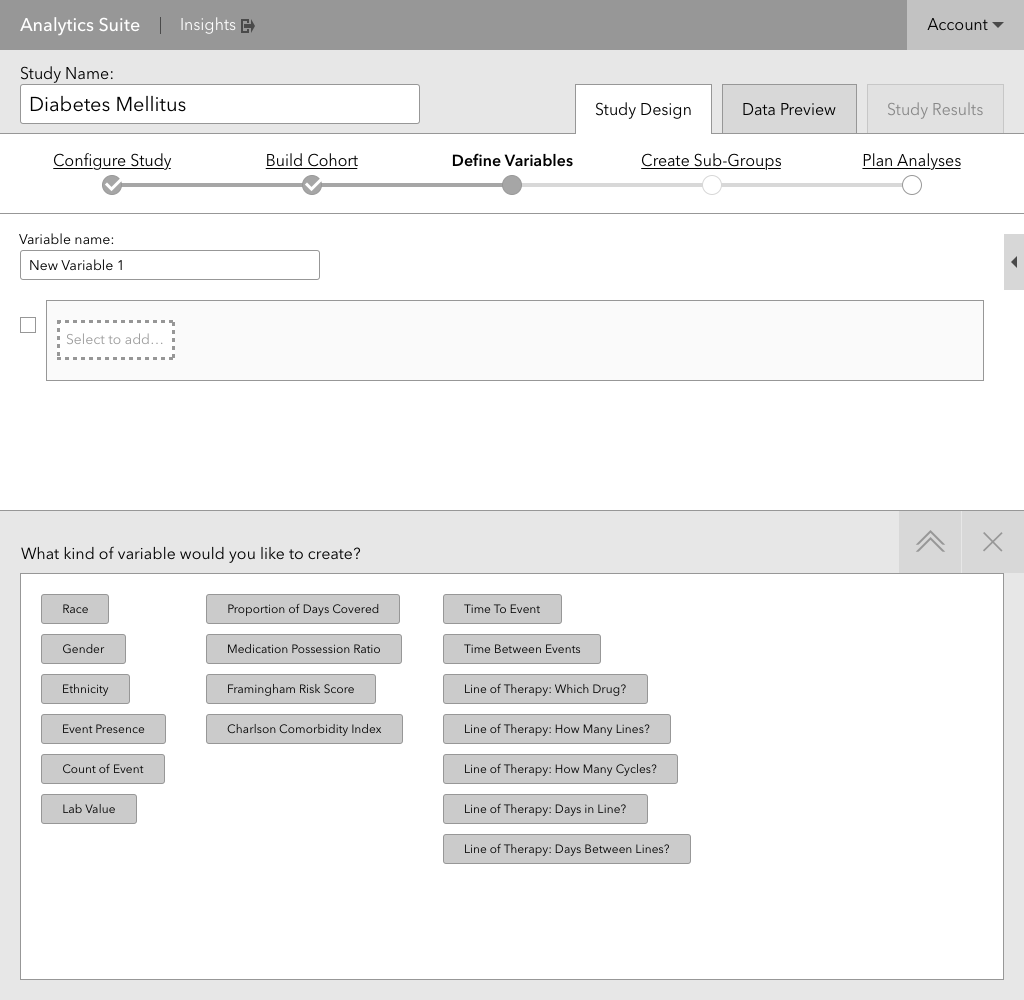 Analytics Suite | Insights Account
Study Name:
Diabetes Mellitus
Study Design Data Preview Study Results
Configure Study Build Cohort Define Variables Create Sub-Groups Plan Analyses
Variable name:
New Variable 1
Select to add...
What kind of variable would you like to create?
Race
Gender
Ethnicity
Event Presence
Count of Event
Lab Value
Proportion of Days Covered
Medication Possession Ratio
Framingham Risk Score
Charlson Comorbidity Index
Time To Event
Time Between Events
Line of Therapy: Which Drug?
Line of Therapy: How Many Lines?
Line of Therapy: How Many Cycles?
Line of Therapy: Days in Line?
Line of Therapy: Days Between Lines?